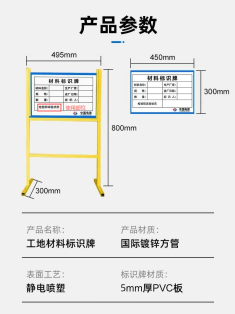 产品参数
495mm
450mm
材料标识牌
材料标识牌
300mm
800mm
300mm
产品名称：
产品材质：
工地材料标识牌
国际镀锌方管
表面工艺：
标识牌材质：
静电喷塑
5mm厚PVC板